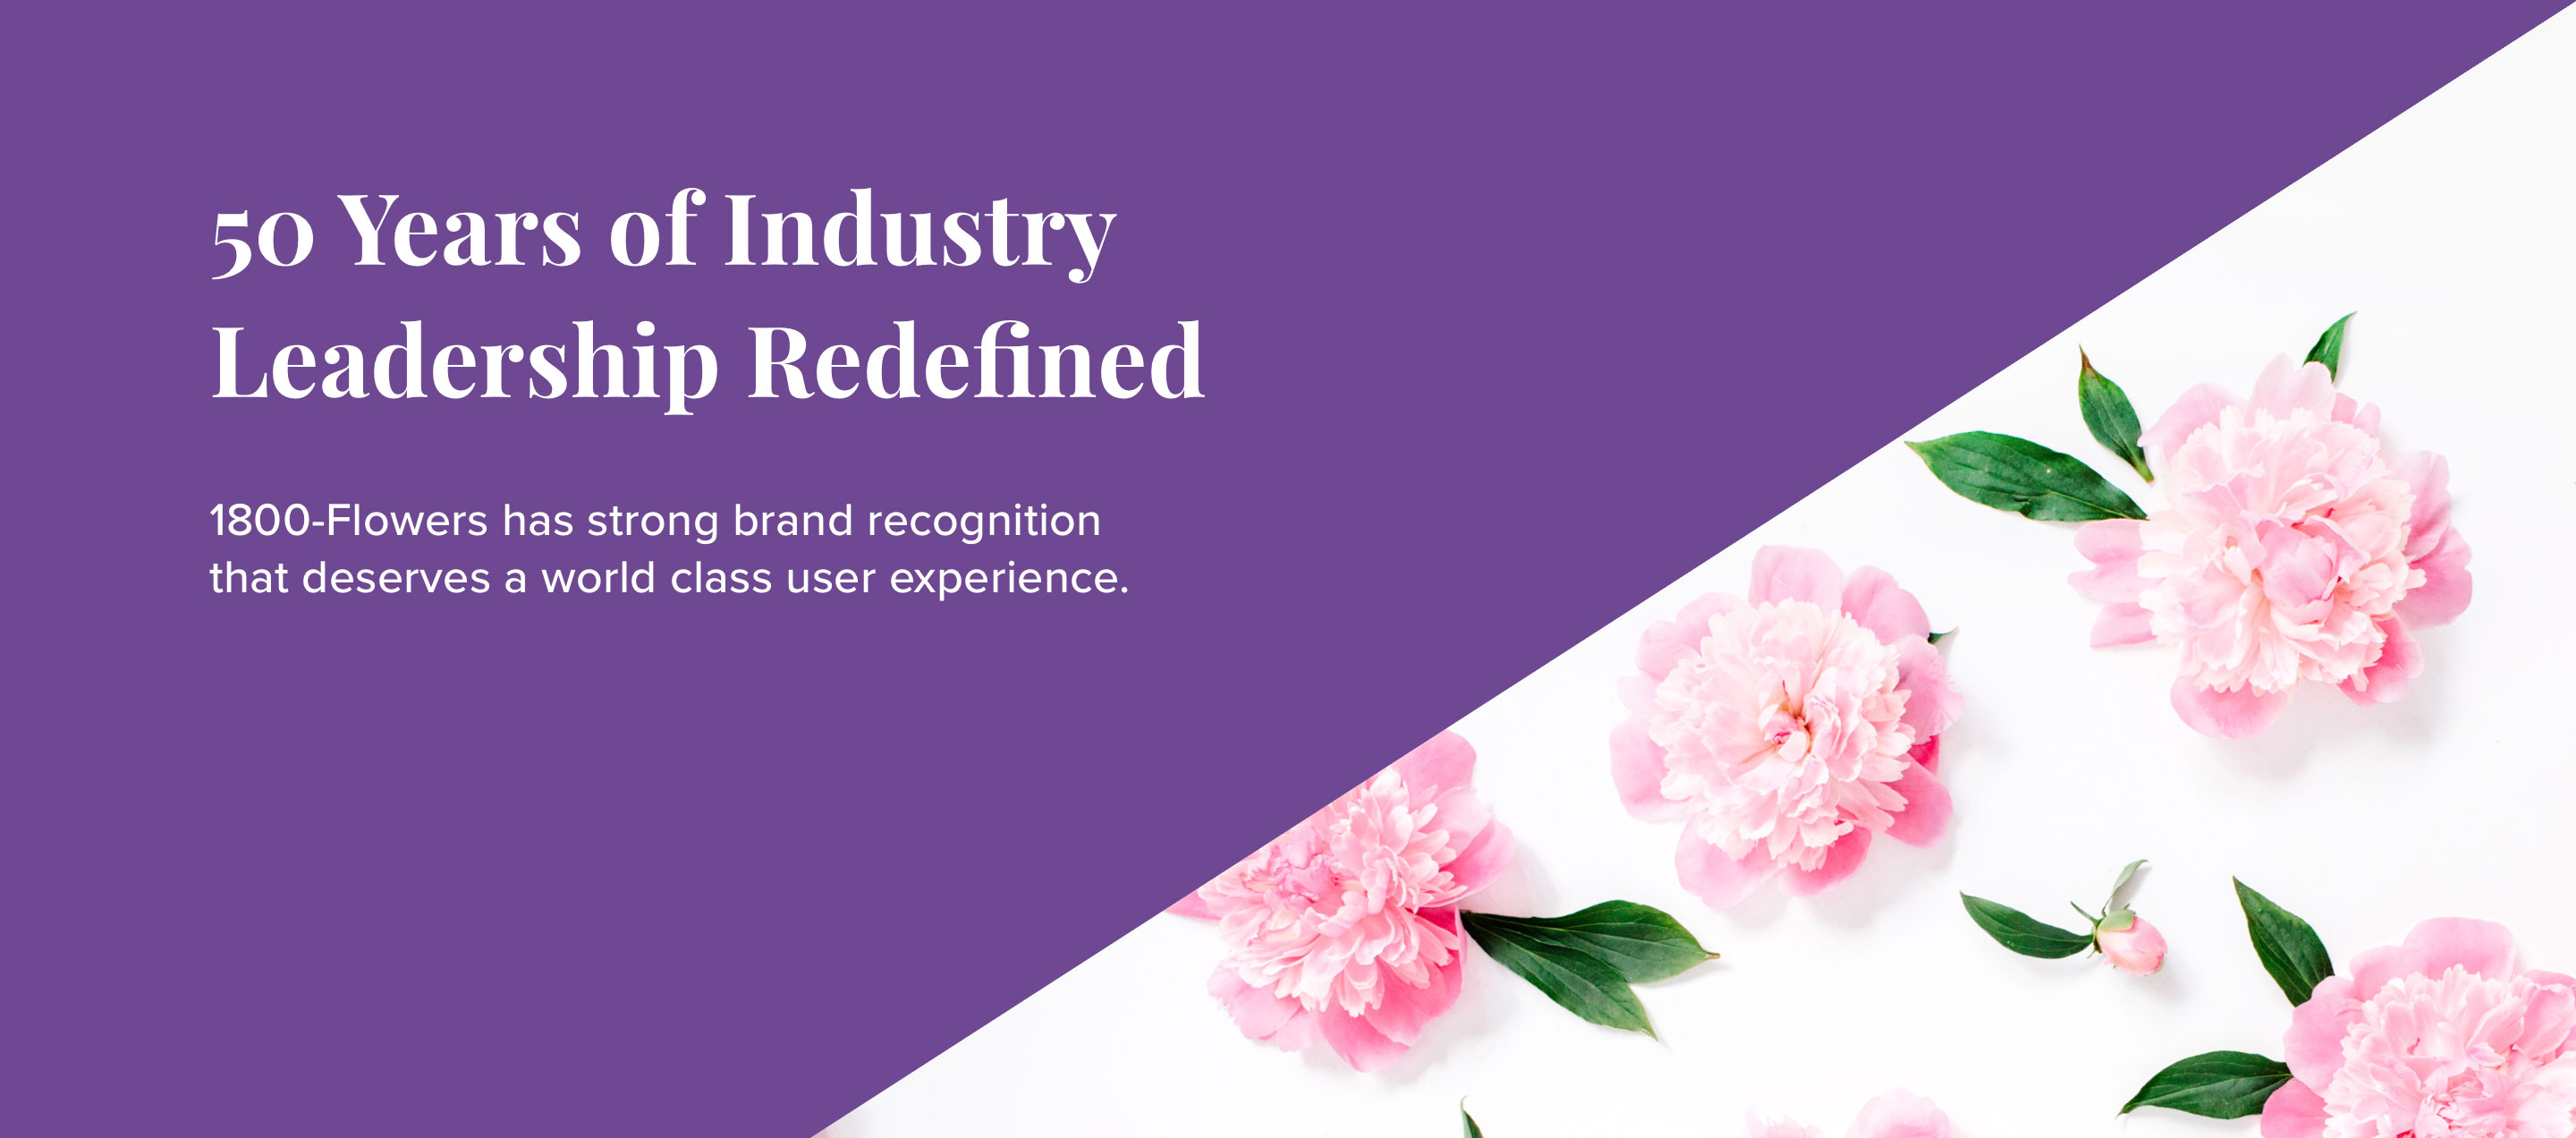 50 Years of Industry
Leadership Redefined
1800-Flowers has strong brand recognition
that deserves a world class user experience.